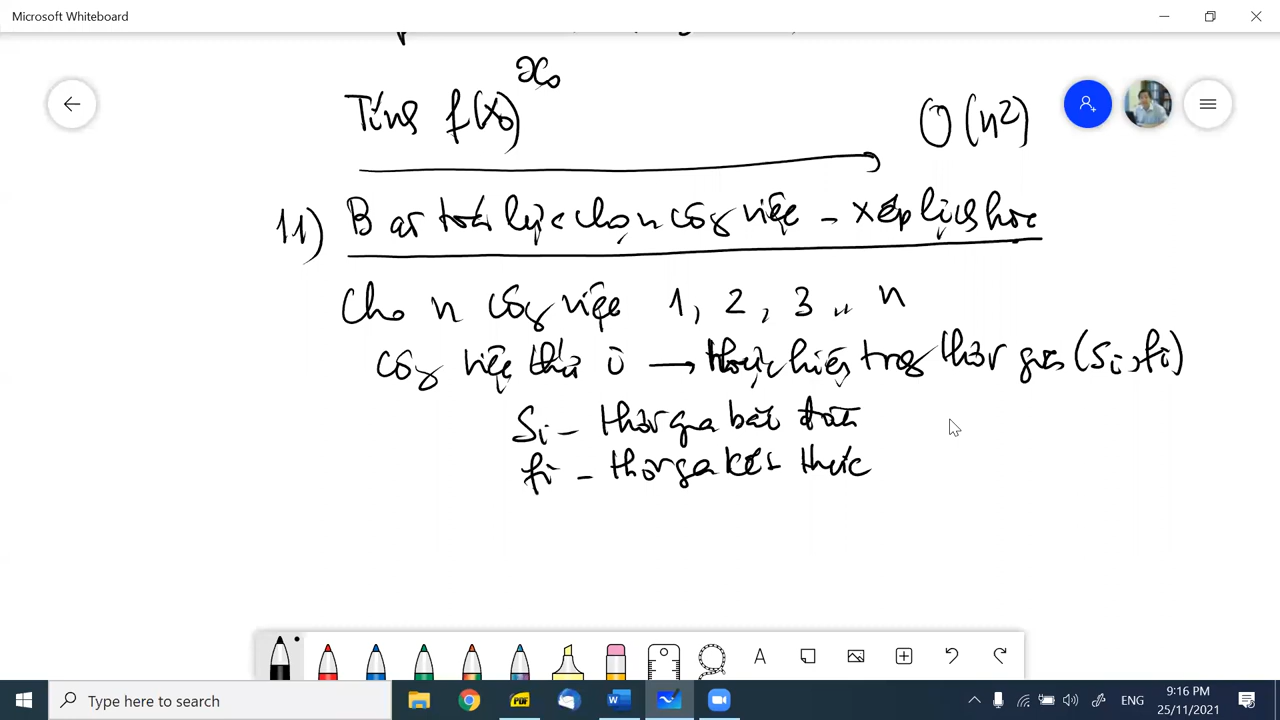 Microsoft Whiteboard
x₀
Tính f(x₀)
O(n²)
11) Bài toán lựa chọn công việc - xếp lịch học
Cho n công việc 1, 2, 3 .. n
công việc thứ i → thực hiện trong thời gian (Si, fi)
Si - thời gian bắt đầu
fi - thời gian kết thúc
A
Type here to search
PDF
ENG
9:16 PM
25/11/2021